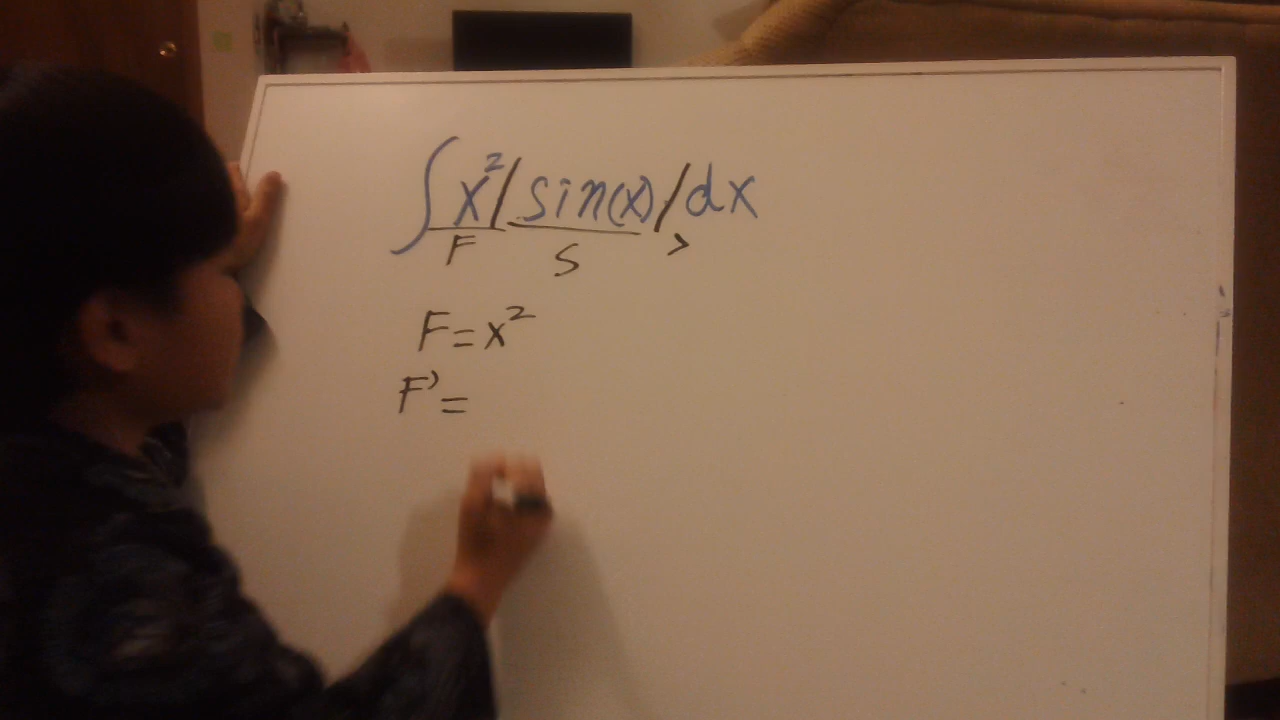 ∫x²/sin(x)/dx
F S >
F=x²
F'=